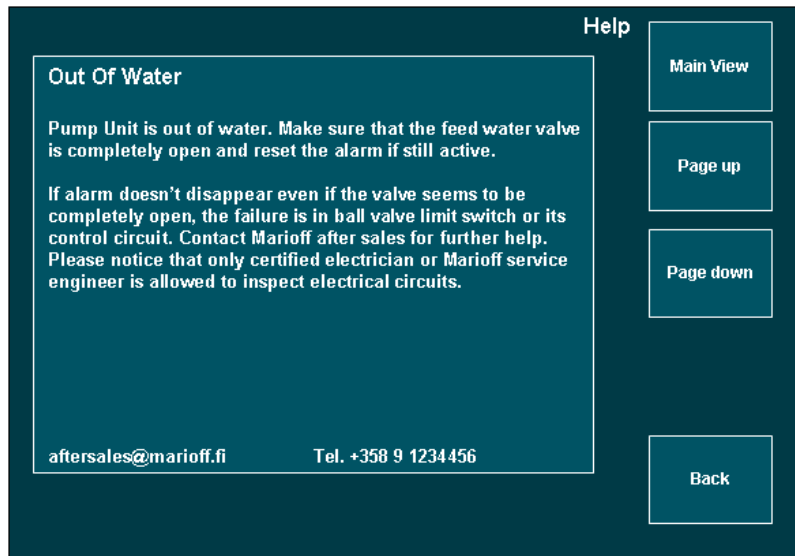 Help
Out Of Water
Pump Unit is out of water. Make sure that the feed water valve
is completely open and reset the alarm if still active.
If alarm doesn't disappear even if the valve seems to be
completely open, the failure is in ball valve limit switch or its
control circuit. Contact Marioff after sales for further help.
Please notice that only certified electrician or Marioff service
engineer is allowed to inspect electrical circuits.
aftersales@marioff.fi Tel. +358 9 1234456
Main View
Page up
Page down
Back